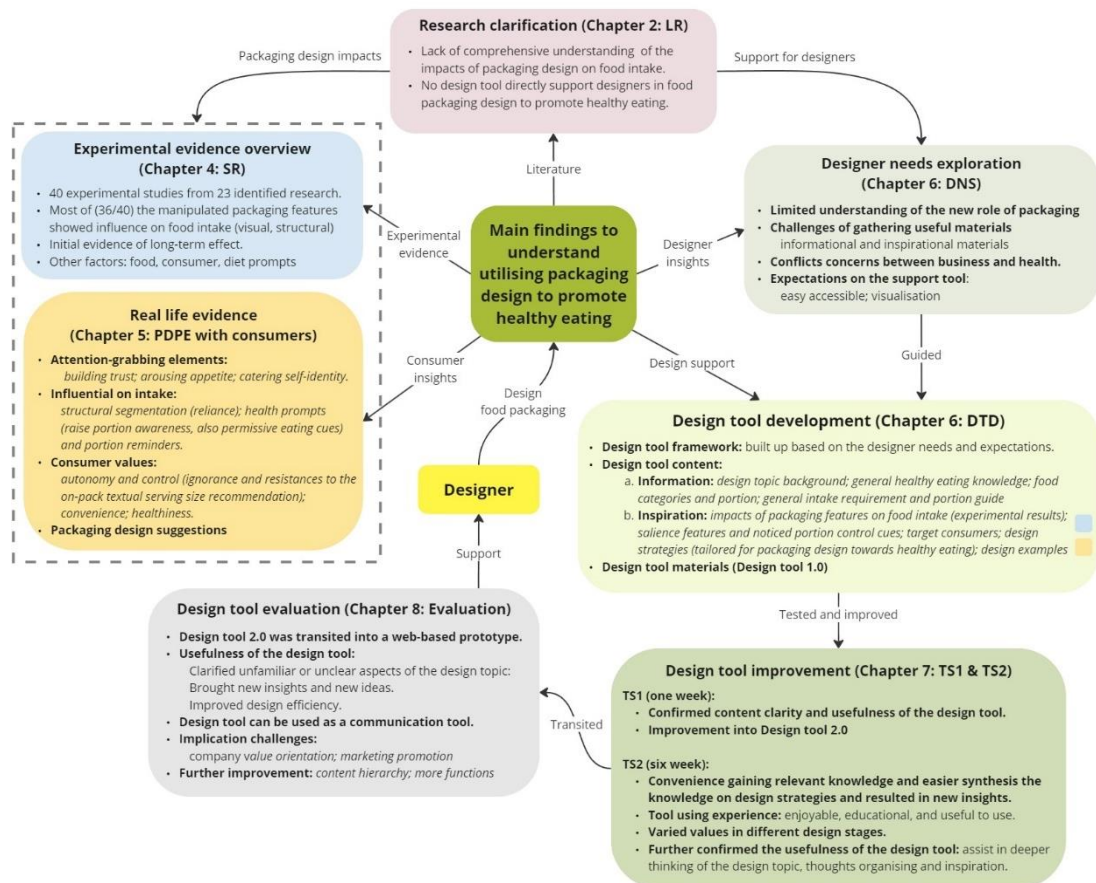 Research clarification (Chapter 2: LR)
• Lack of comprehensive understanding of the
impacts of packaging design on food intake.
• No design tool directly support designers in food
packaging design to promote healthy eating.
Packaging design impacts
Support for designers
Experimental evidence overview
(Chapter 4: SR)
• 40 experimental studies from 23 identified research.
• Most of (36/40) the manipulated packaging features
showed influence on food intake (visual, structural)
• Initial evidence of long-term effect.
• Other factors: food, consumer, diet prompts
Literature
Designer needs exploration
(Chapter 6: DNS)
• Limited understanding of the new role of packaging
• Challenges of gathering useful materials
informational and inspirational materials
• Conflicts concerns between business and health.
• Expectations on the support tool:
easy accessible; visualisation
Experimental
evidence
Main findings to
understand
utilising packaging
design to promote
healthy eating
Designer
insights
Real life evidence
(Chapter 5: PDPE with consumers)
• Attention-grabbing elements:
building trust; arousing appetite; catering self-identity.
• Influential on intake:
structural segmentation (reliance); health prompts
(raise portion awareness, also permissive eating cues)
and portion reminders.
• Consumer values:
autonomy and control (ignorance and resistances to the
on-pack textual serving size recommendation);
convenience; healthiness.
• Packaging design suggestions
Consumer
insights
Design
food packaging
Design support
Guided
Designer
Design tool development (Chapter 6: DTD)
• Design tool framework: built up based on the designer needs and expectations.
• Design tool content:
a. Information: design topic background; general healthy eating knowledge; food
categories and portion; general intake requirement and portion guide
b. Inspiration: impacts of packaging features on food intake (experimental results);
salience features and noticed portion control cues; target consumers; design
strategies (tailored for packaging design towards healthy eating); design examples
• Design tool materials (Design tool 1.0)
Support
Tested and improved
Design tool evaluation (Chapter 8: Evaluation)
• Design tool 2.0 was transited into a web-based prototype.
• Usefulness of the design tool:
Clarified unfamiliar or unclear aspects of the design topic:
Brought new insights and new ideas.
Improved design efficiency.
• Design tool can be used as a communication tool.
• Implication challenges:
company value orientation; marketing promotion
• Further improvement: content hierarchy; more functions
Transited
Design tool improvement (Chapter 7: TS1 & TS2)
TS1 (one week):
• Confirmed content clarity and usefulness of the design tool.
• Improvement into Design tool 2.0
TS2 (six week):
• Convenience gaining relevant knowledge and easier synthesis the
knowledge on design strategies and resulted in new insights.
• Tool using experience: enjoyable, educational, and useful to use.
• Varied values in different design stages.
• Further confirmed the usefulness of the design tool: assist in deeper
thinking of the design topic, thoughts organising and inspiration.